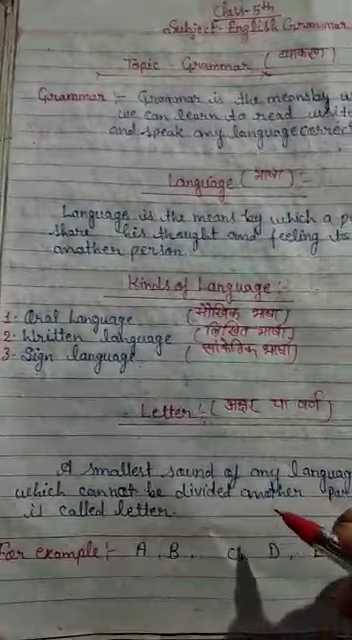 Class-5th
Subject- English Grammar
Topic- Grammar (व्याकरण)
Grammar :- Grammar is the means by w
we can learn to read write
and speak any language correct
Language (भाषा) :-
Language is the means by which a p
share his thought and feeling to
another person.
Kinds of Language :-
1- Oral Language (मौखिक भाषा)
2- Written language (लिखित भाषा)
3- Sign language (सांकेतिक भाषा)
Letter :- (अक्षर या वर्ण)
A smallest sound of any language
which cannot be divided another par
is called letter.
For example :- A, B, C, D,